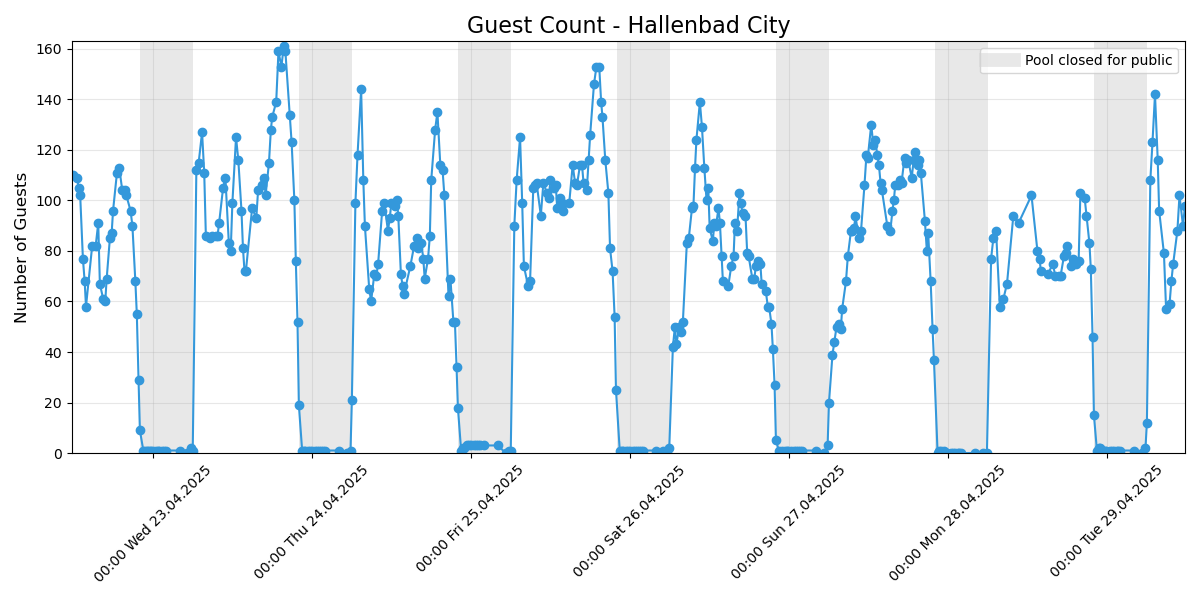 Guest Count - Hallenbad City
Pool closed for public
Number of Guests
160
140
120
100
80
60
40
20
0
00:00 Wed 23.04.2025
00:00 Thu 24.04.2025
00:00 Fri 25.04.2025
00:00 Sat 26.04.2025
00:00 Sun 27.04.2025
00:00 Mon 28.04.2025
00:00 Tue 29.04.2025